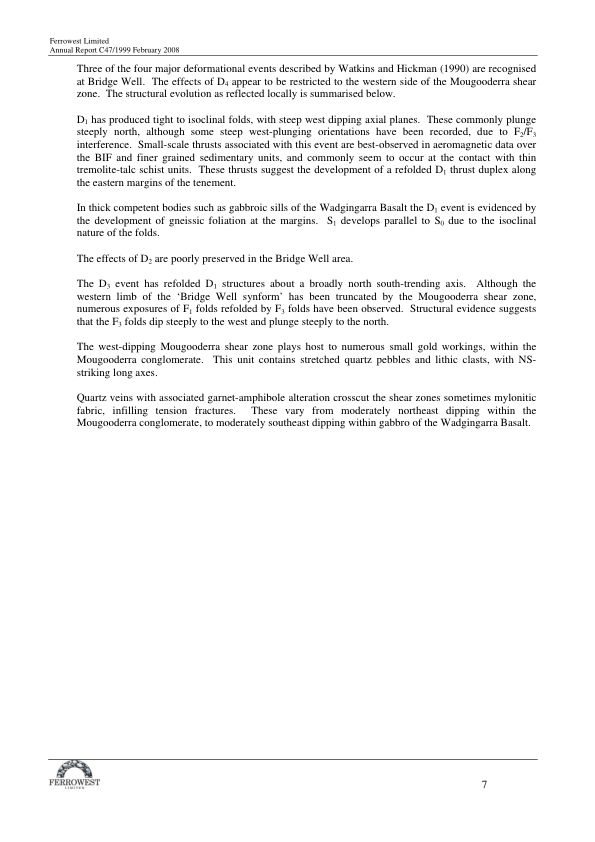 Ferrowest Limited
Annual Report C47/1999 February 2008
Three of the four major deformational events described by Watkins and Hickman (1990) are recognised
at Bridge Well. The effects of D4 appear to be restricted to the western side of the Mougooderra shear
zone. The structural evolution as reflected locally is summarised below.
D1 has produced tight to isoclinal folds, with steep west dipping axial planes. These commonly plunge
steeply north, although some steep west-plunging orientations have been recorded, due to F2/F3
interference. Small-scale thrusts associated with this event are best-observed in aeromagnetic data over
the BIF and finer grained sedimentary units, and commonly seem to occur at the contact with thin
tremolite-talc schist units. These thrusts suggest the development of a refolded D1 thrust duplex along
the eastern margins of the tenement.
In thick competent bodies such as gabbroic sills of the Wadgingarra Basalt the D1 event is evidenced by
the development of gneissic foliation at the margins. S1 develops parallel to S0 due to the isoclinal
nature of the folds.
The effects of D2 are poorly preserved in the Bridge Well area.
The D3 event has refolded D1 structures about a broadly north south-trending axis. Although the
western limb of the ‘Bridge Well synform’ has been truncated by the Mougooderra shear zone,
numerous exposures of F1 folds refolded by F3 folds have been observed. Structural evidence suggests
that the F3 folds dip steeply to the west and plunge steeply to the north.
The west-dipping Mougooderra shear zone plays host to numerous small gold workings, within the
Mougooderra conglomerate. This unit contains stretched quartz pebbles and lithic clasts, with NS-
striking long axes.
Quartz veins with associated garnet-amphibole alteration crosscut the shear zones sometimes mylonitic
fabric, infilling tension fractures. These vary from moderately northeast dipping within the
Mougooderra conglomerate, to moderately southeast dipping within gabbro of the Wadgingarra Basalt.
FERROWEST
LIMITED
7